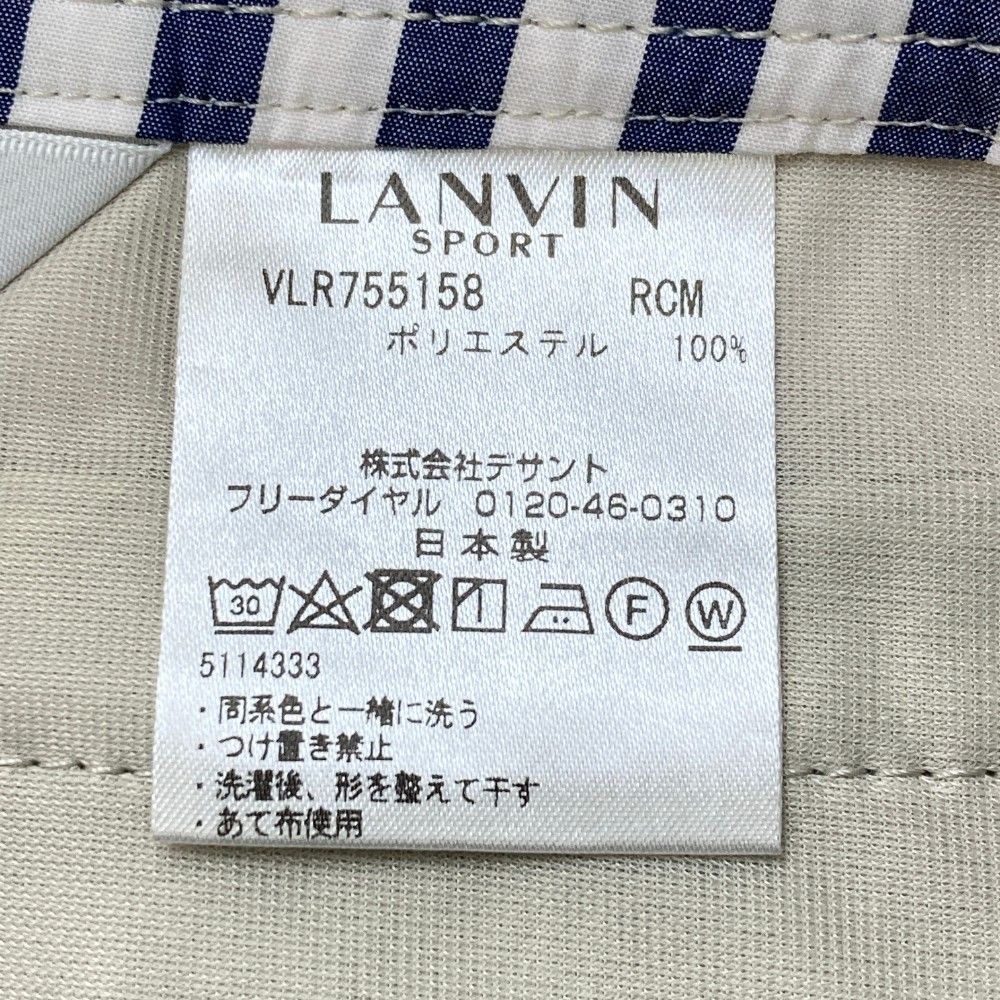 LANVIN
SPORT
VLR755158 RCM
ポリエステル 100%
株式会社デサント
フリーダイヤル 0120-46-0310
日本製
30 F W
5114333
・同系色と一緒に洗う
・つけ置き禁止
・洗濯後、形を整えて干す
・あて布使用